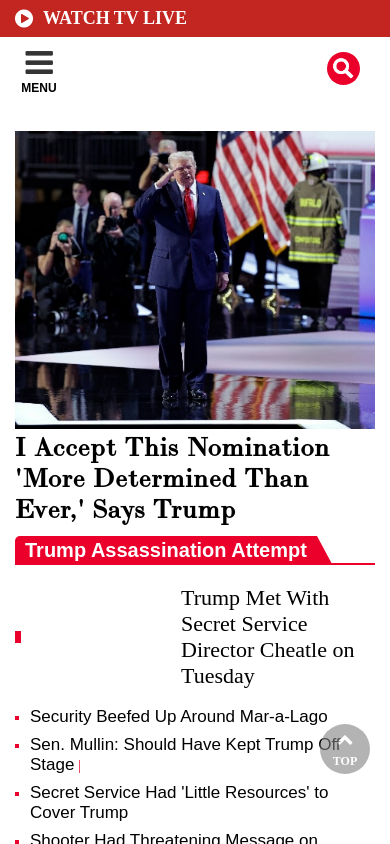 WATCH TV LIVE
MENU
BUFFALO
I Accept This Nomination
'More Determined Than
Ever,' Says Trump
Trump Assassination Attempt
Trump Met With
Secret Service
Director Cheatle on
Tuesday
Security Beefed Up Around Mar-a-Lago
Sen. Mullin: Should Have Kept Trump Off
Stage |
TOP
Secret Service Had 'Little Resources' to
Cover Trump
Shooter Had Threatening Message on